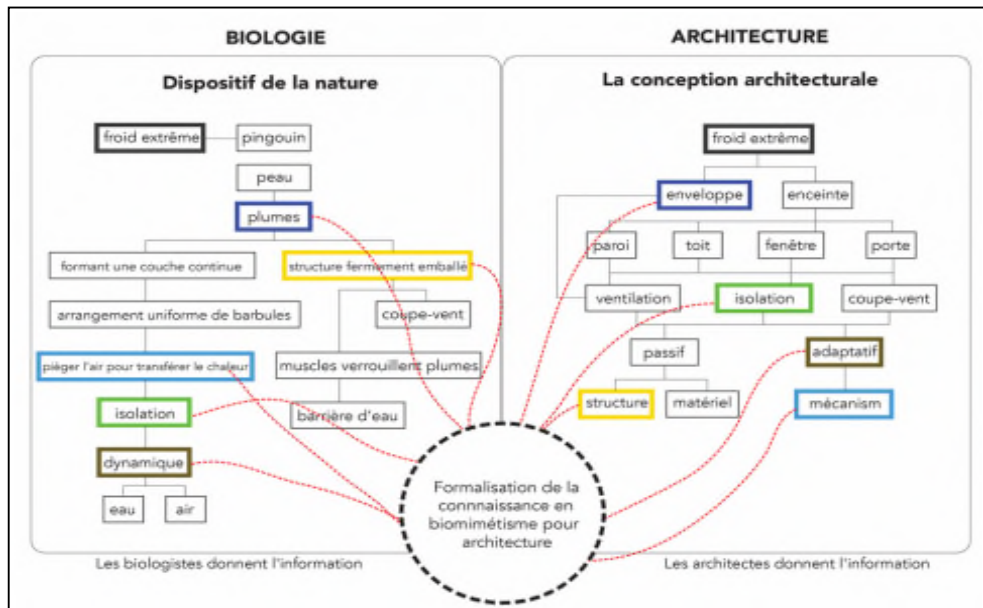 BIOLOGIE
Dispositif de la nature
froid extrême
pingouin
peau
plumes
formant une couche continue
structure fermement emballé
arrangement uniforme de barbules
coupe-vent
pièger l'air pour transférer le chaleur
muscles verrouillent plumes
isolation
barrière d'eau
dynamique
eau
air
Les biologistes donnent l'information
ARCHITECTURE
La conception architecturale
froid extrême
enveloppe
enceinte
paroi
toit
fenêtre
porte
ventilation
isolation
coupe-vent
passif
adaptatif
structure
matériel
mécanism
Les architectes donnent l'information
Formalisation de la
connnaissance en
biomimétisme pour
architecture